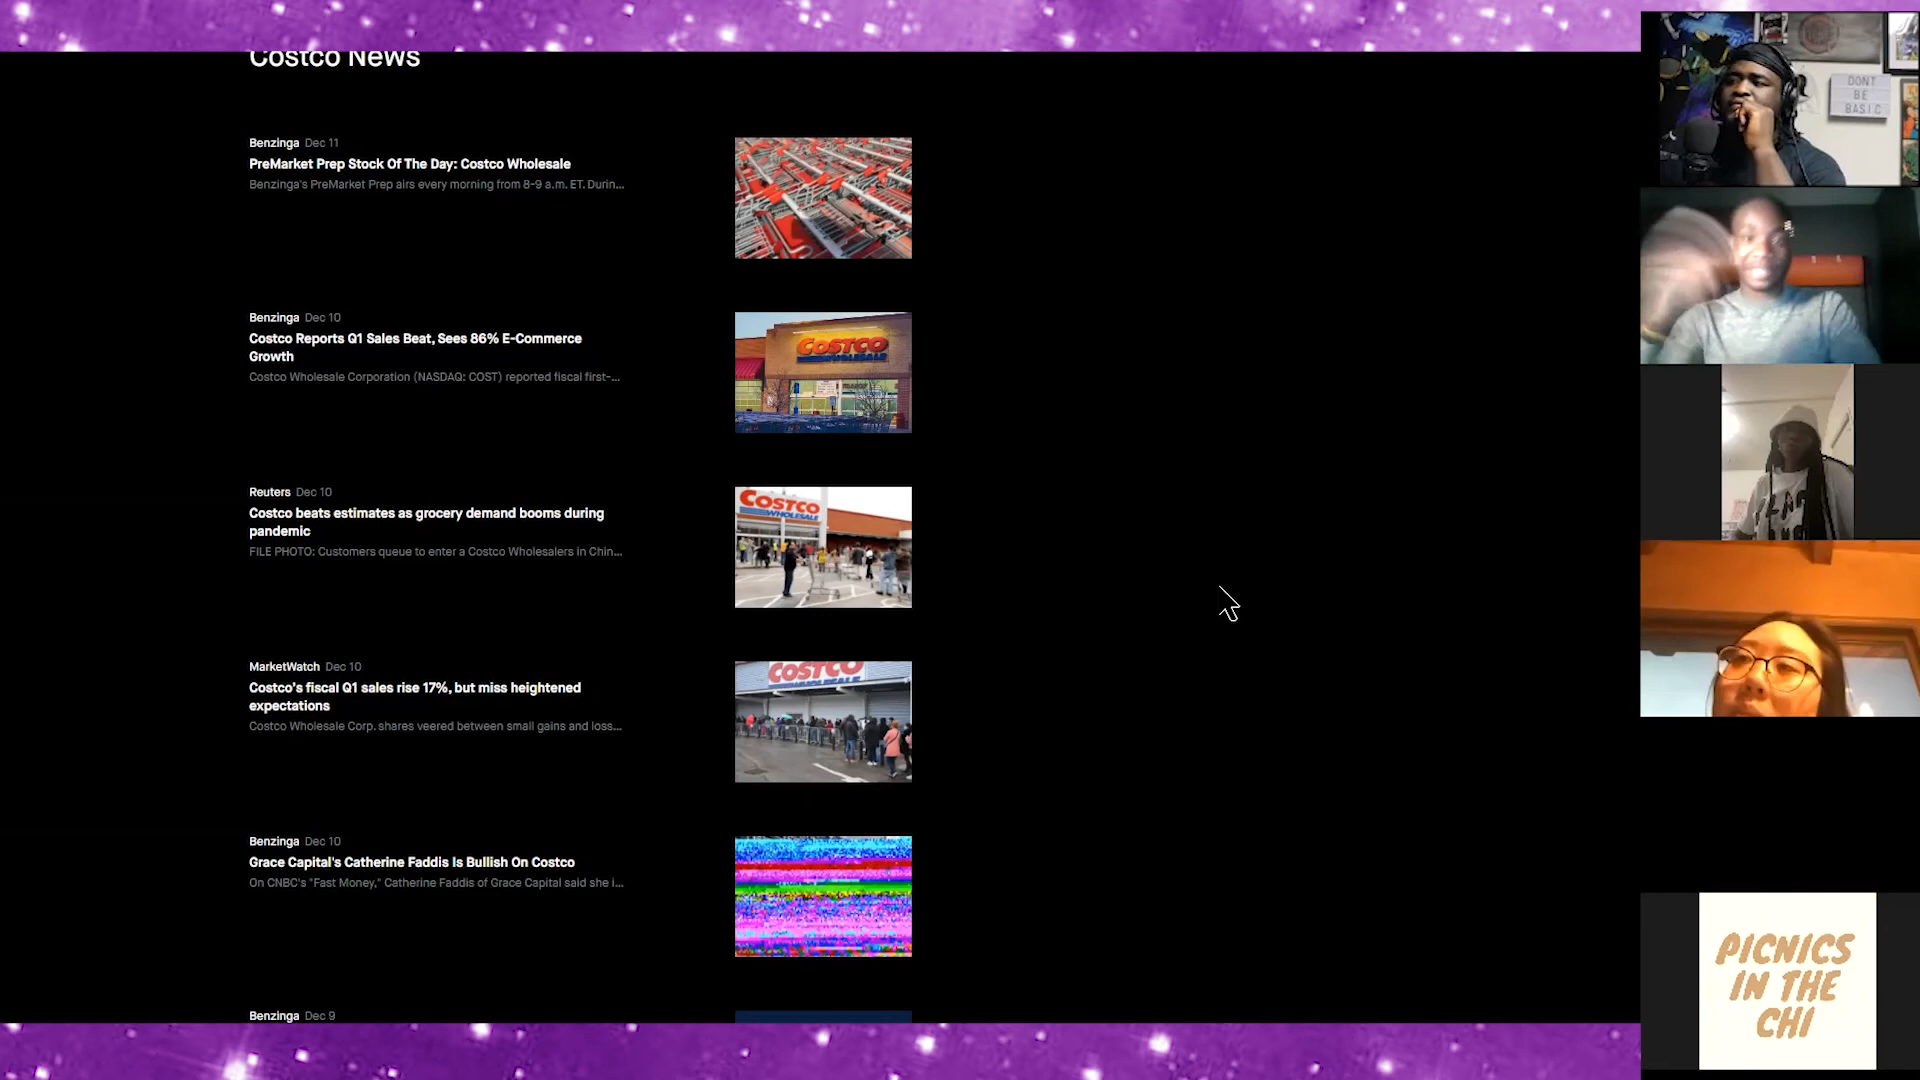 Costco News
Benzinga Dec 11
PreMarket Prep Stock Of The Day: Costco Wholesale
Benzinga's PreMarket Prep airs every morning from 8-9 a.m. ET. Durin...
Benzinga Dec 10
Costco Reports Q1 Sales Beat, Sees 86% E-Commerce
Growth
Costco Wholesale Corporation (NASDAQ: COST) reported fiscal first-...
COSTCO
WHOLESALE
Reuters Dec 10
Costco beats estimates as grocery demand booms during
pandemic
FILE PHOTO: Customers queue to enter a Costco Wholesalers in Chin...
COSTCO
WHOLESALE
MarketWatch Dec 10
Costco's fiscal Q1 sales rise 17%, but miss heightened
expectations
Costco Wholesale Corp. shares veered between small gains and loss...
COSTCO
WHOLESALE
Benzinga Dec 10
Grace Capital's Catherine Faddis Is Bullish On Costco
On CNBC's "Fast Money," Catherine Faddis of Grace Capital said she i...
Benzinga Dec 9
DONT
BE
BASIC
PICNICS
IN THE
CHI